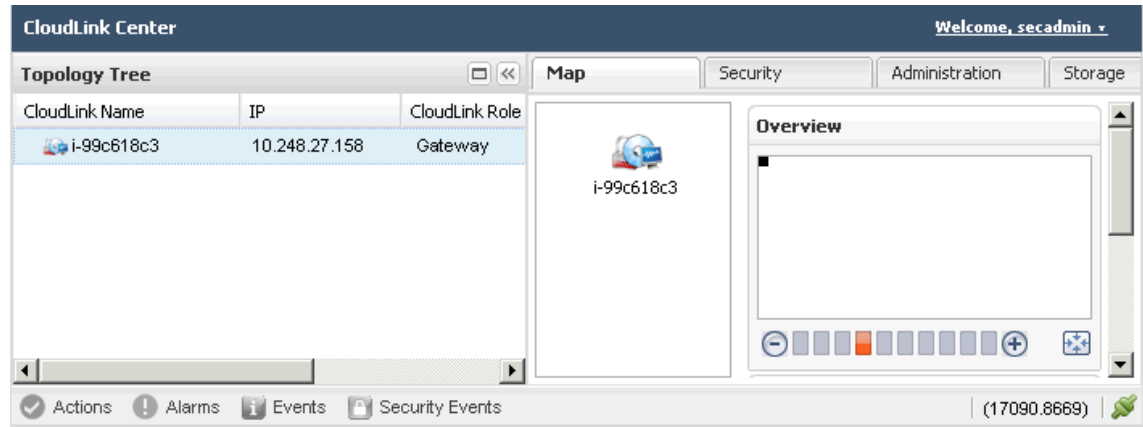 CloudLink Center
Welcome, secadmin
Topology Tree
Map
Security
Administration
Storage
CloudLink Name
IP
CloudLink Role
i-99c618c3
10.248.27.158
Gateway
i-99c618c3
Overview
Actions
Alarms
Events
Security Events
(17090.8669)